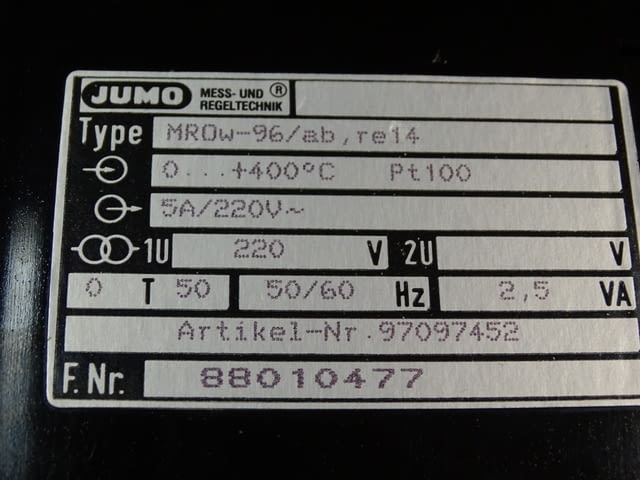 JUMO MESS- UND ®
REGELTECHNIK
Type MROw-96/ab,re14
0...+400°C Pt100
5A/220V~
1U 220 V 2U V
0 T 50 50/60 Hz 2,5 VA
Artikel-Nr.97097452
F.Nr. 88010477